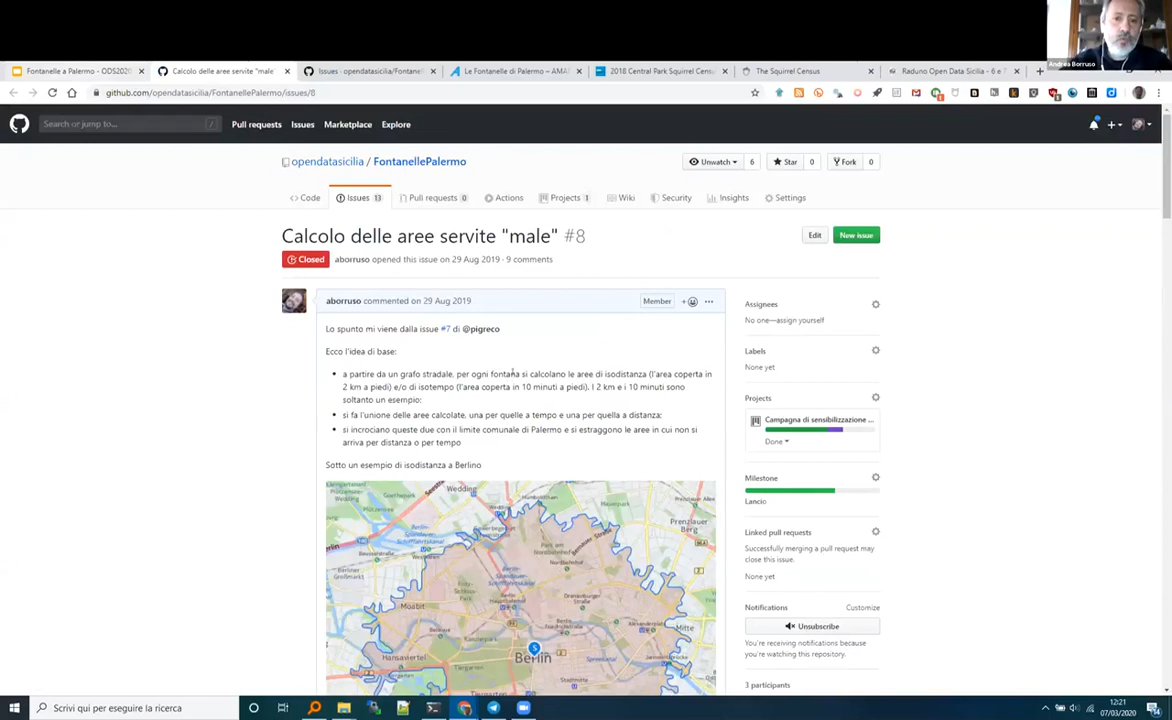 Andrea Borruso
Fontanelle a Palermo - ODS2020
Calcolo delle aree servite "male"
Issues · opendatasicilia/Fontanell
Le Fontanelle di Palermo – AMA
2018 Central Park Squirrel Census
The Squirrel Census
Raduno Open Data Sicilia - 6 e 7
github.com/opendatasicilia/FontanellePalermo/issues/8
Search or jump to...
/
Pull requests
Issues
Marketplace
Explore
opendatasicilia / FontanellePalermo
Unwatch 6
Star 0
Fork 0
<> Code
Issues 13
Pull requests 0
Actions
Projects 1
Wiki
Security
Insights
Settings
Calcolo delle aree servite "male" #8
Edit
New issue
Closed
aborruso opened this issue on 29 Aug 2019 · 9 comments
aborruso commented on 29 Aug 2019
Member
Lo spunto mi viene dalla issue #7 di @pigreco
Ecco l'idea di base:
• a partire da un grafo stradale, per ogni fontana si calcolano le aree di isodistanza (l'area coperta in
2 km a piedi) e/o di isotempo (l'area coperta in 10 minuti a piedi). I 2 km e i 10 minuti sono
soltanto un esempio;
• si fa l'unione delle aree calcolate, una per quelle a tempo e una per quella a distanza;
• si incrociano queste due con il limite comunale di Palermo e si estraggono le aree in cui non si
arriva per distanza o per tempo
Sotto un esempio di isodistanza a Berlino
Wedding
Prenzlauer
Berg
Moabit
Mitte
Hansaviertel
Berlin
Tiergarten
Assignees
No one—assign yourself
Labels
None yet
Projects
Campagna di sensibilizzazione ...
Done
Milestone
Lancio
Linked pull requests
Successfully merging a pull request may
close this issue.
None yet
Notifications
Customize
Unsubscribe
You're receiving notifications because
you're watching this repository.
3 participants
Scrivi qui per eseguire la ricerca
12:21
07/03/2020